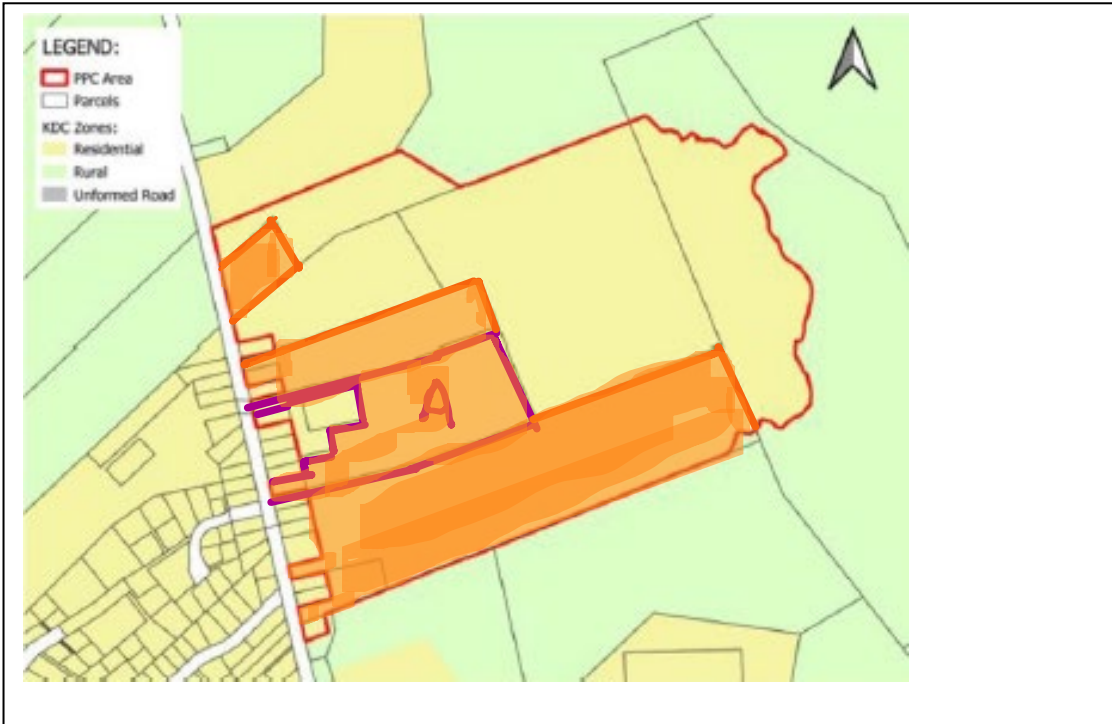 LEGEND:
PPC Area
Parcels
KDC Zones:
Residential
Rural
Unformed Road
A